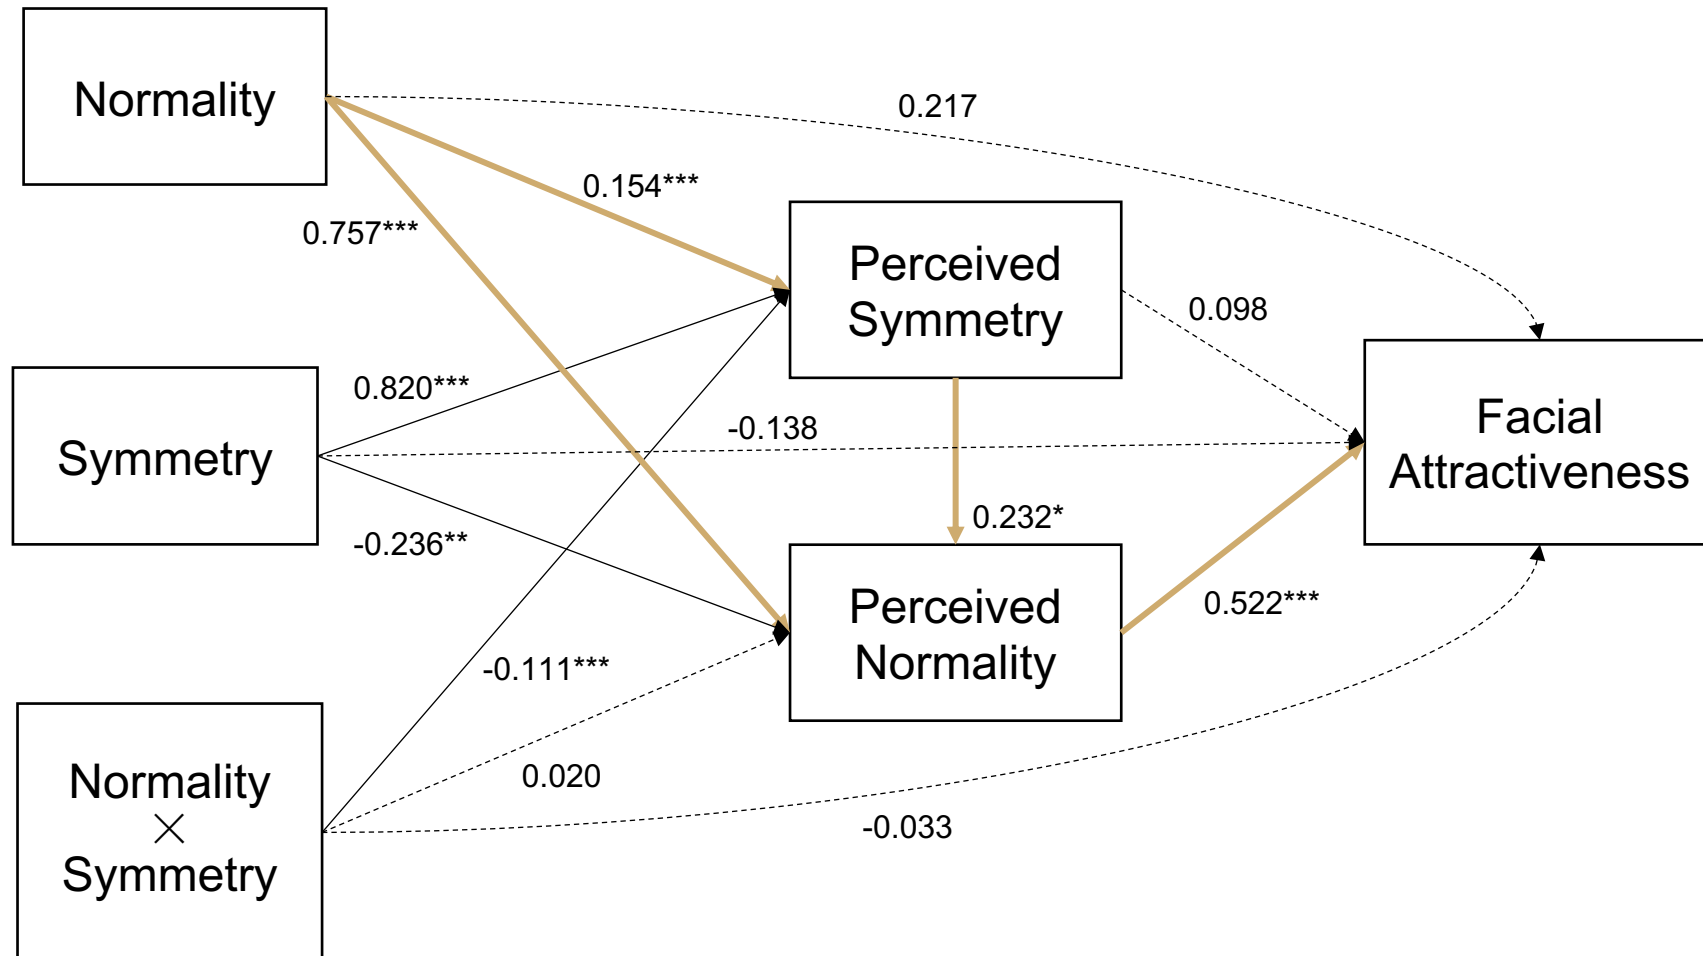 Normality
0.217
0.154***
0.757***
Perceived
Symmetry
0.098
0.820***
Symmetry
-0.138
Facial
Attractiveness
-0.236**
0.232*
Perceived
Normality
0.522***
-0.111***
Normality
×
Symmetry
0.020
-0.033